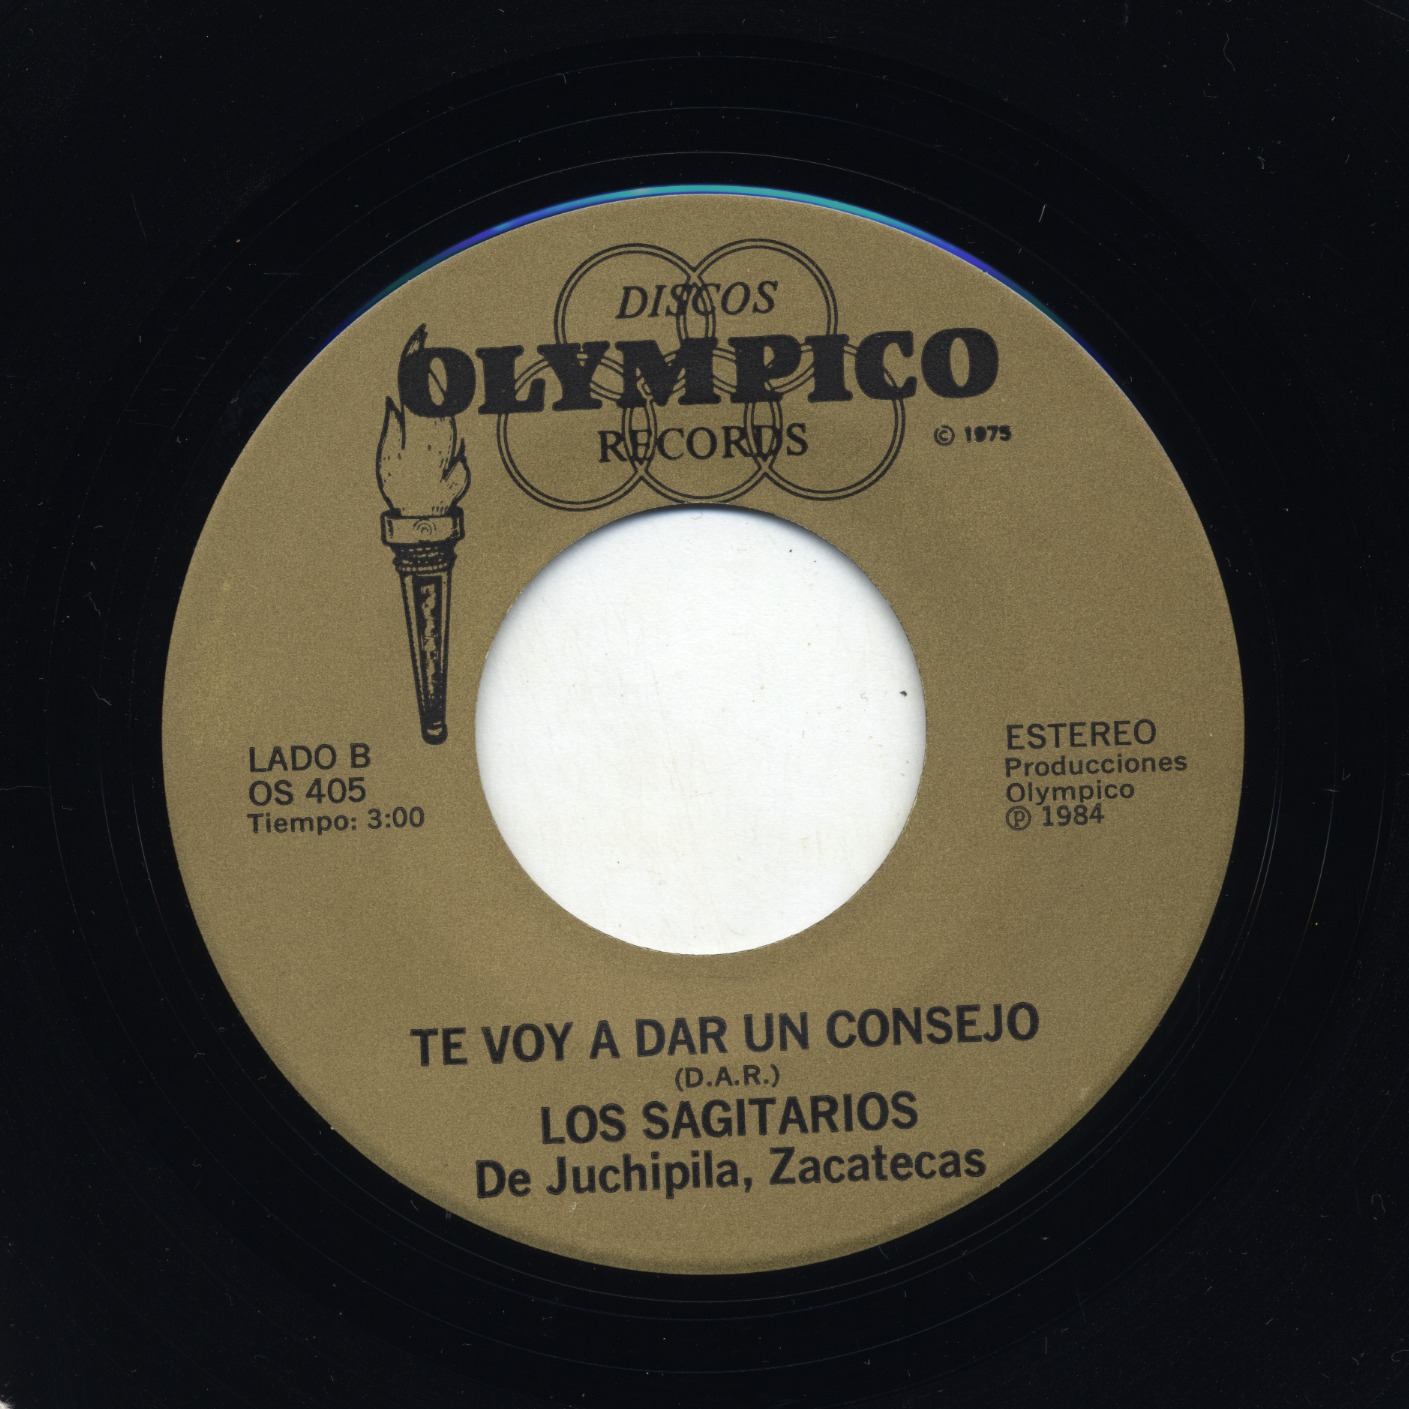 DISCOS
OLYMPICO
RECORDS
© 1975
LADO B
OS 405
Tiempo: 3:00
ESTEREO
Producciones
Olympico
℗ 1984
TE VOY A DAR UN CONSEJO
(D.A.R.)
LOS SAGITARIOS
De Juchipila, Zacatecas